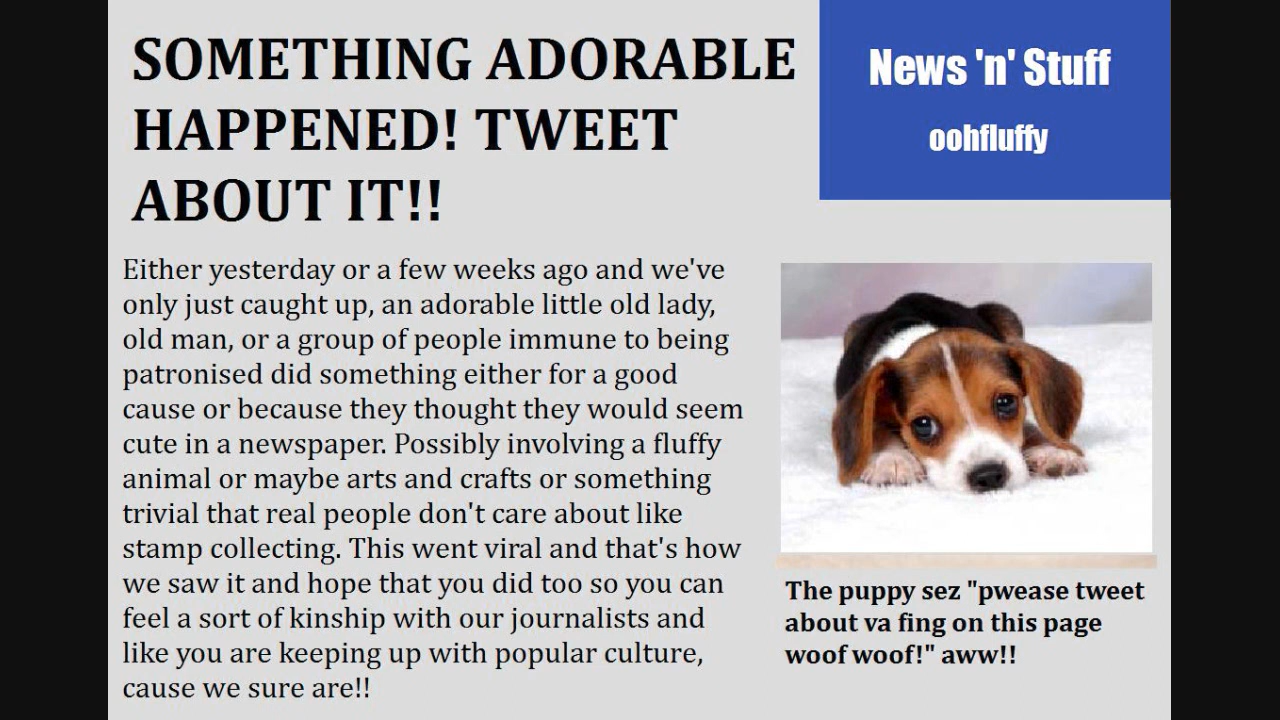 SOMETHING ADORABLE
HAPPENED! TWEET
ABOUT IT!!
News 'n' Stuff
oohfluffy
Either yesterday or a few weeks ago and we've
only just caught up, an adorable little old lady,
old man, or a group of people immune to being
patronised did something either for a good
cause or because they thought they would seem
cute in a newspaper. Possibly involving a fluffy
animal or maybe arts and crafts or something
trivial that real people don't care about like
stamp collecting. This went viral and that's how
we saw it and hope that you did too so you can
feel a sort of kinship with our journalists and
like you are keeping up with popular culture,
cause we sure are!!
The puppy sez "pwease tweet
about va fing on this page
woof woof!" aww!!